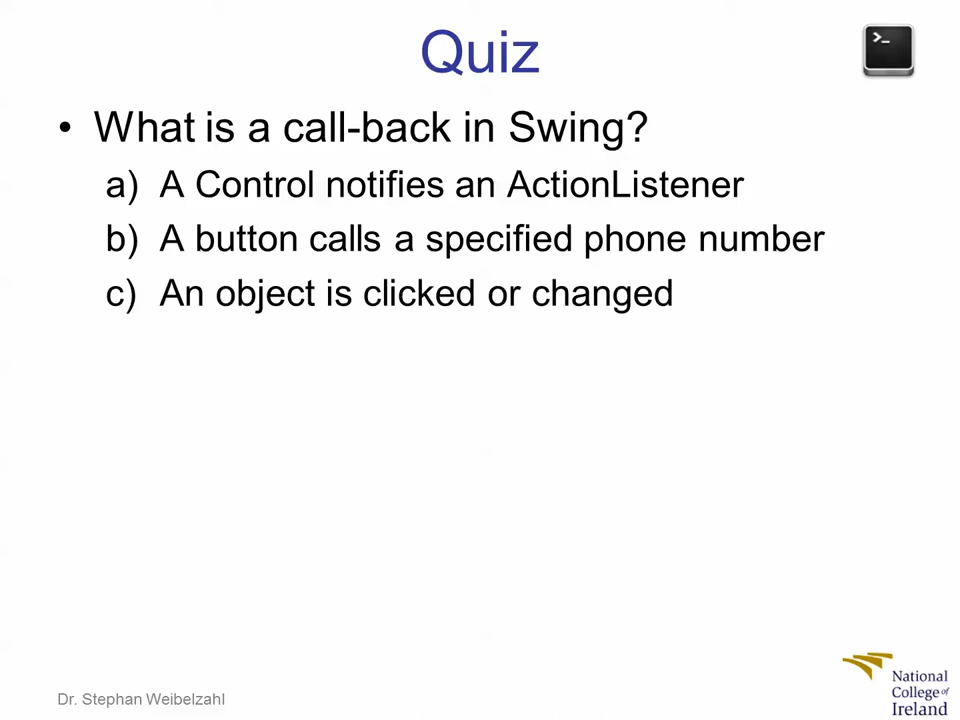 Quiz
• What is a call-back in Swing?
a) A Control notifies an ActionListener
b) A button calls a specified phone number
c) An object is clicked or changed
Dr. Stephan Weibelzahl
National
College of
Ireland